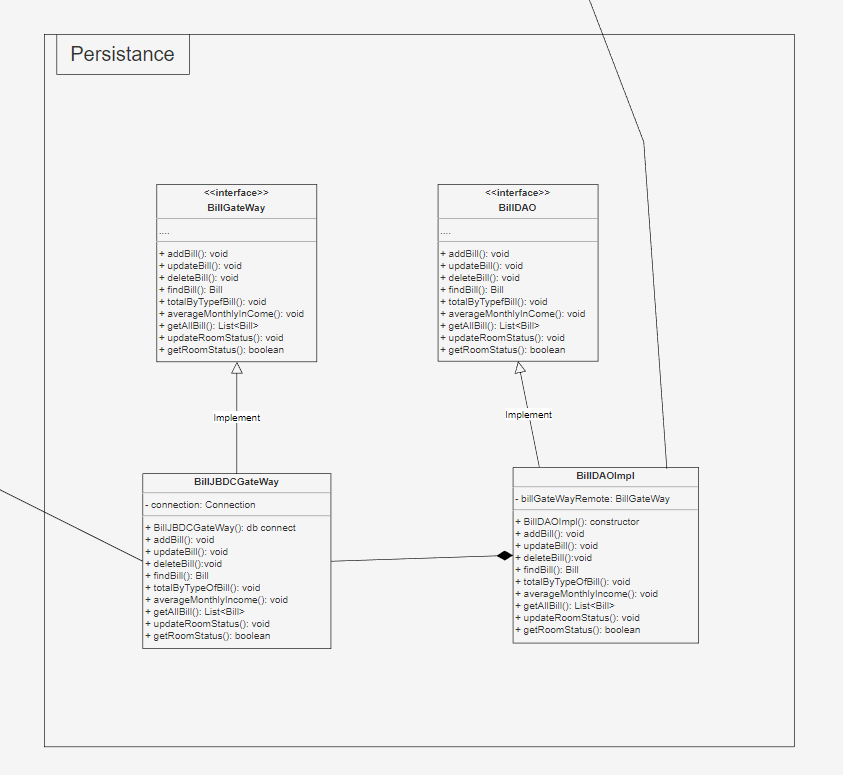 Persistance
<<interface>>
BillGateWay
....
+ addBill(): void
+ updateBill(): void
+ deleteBill(): void
+ findBill(): Bill
+ totalByTypefBill(): void
+ averageMonthlyInCome(): void
+ getAllBill(): List<Bill>
+ updateRoomStatus(): void
+ getRoomStatus(): boolean
<<interface>>
BillDAO
....
+ addBill(): void
+ updateBill(): void
+ deleteBill(): void
+ findBill(): Bill
+ totalByTypefBill(): void
+ averageMonthlyInCome(): void
+ getAllBill(): List<Bill>
+ updateRoomStatus(): void
+ getRoomStatus(): boolean
Implement
Implement
BillJBDCGateWay
- connection: Connection
+ BillJBDCGateWay(): db connect
+ addBill(): void
+ updateBill(): void
+ deleteBill():void
+ findBill(): Bill
+ totalByTypeOfBill(): void
+ averageMonthlyIncome(): void
+ getAllBill(): List<Bill>
+ updateRoomStatus(): void
+ getRoomStatus(): boolean
BillDAOImpl
- billGateWayRemote: BillGateWay
+ BillDAOImpl(): constructor
+ addBill(): void
+ updateBill(): void
+ deleteBill():void
+ findBill(): Bill
+ totalByTypeOfBill(): void
+ averageMonthlyIncome(): void
+ getAllBill(): List<Bill>
+ updateRoomStatus(): void
+ getRoomStatus(): boolean